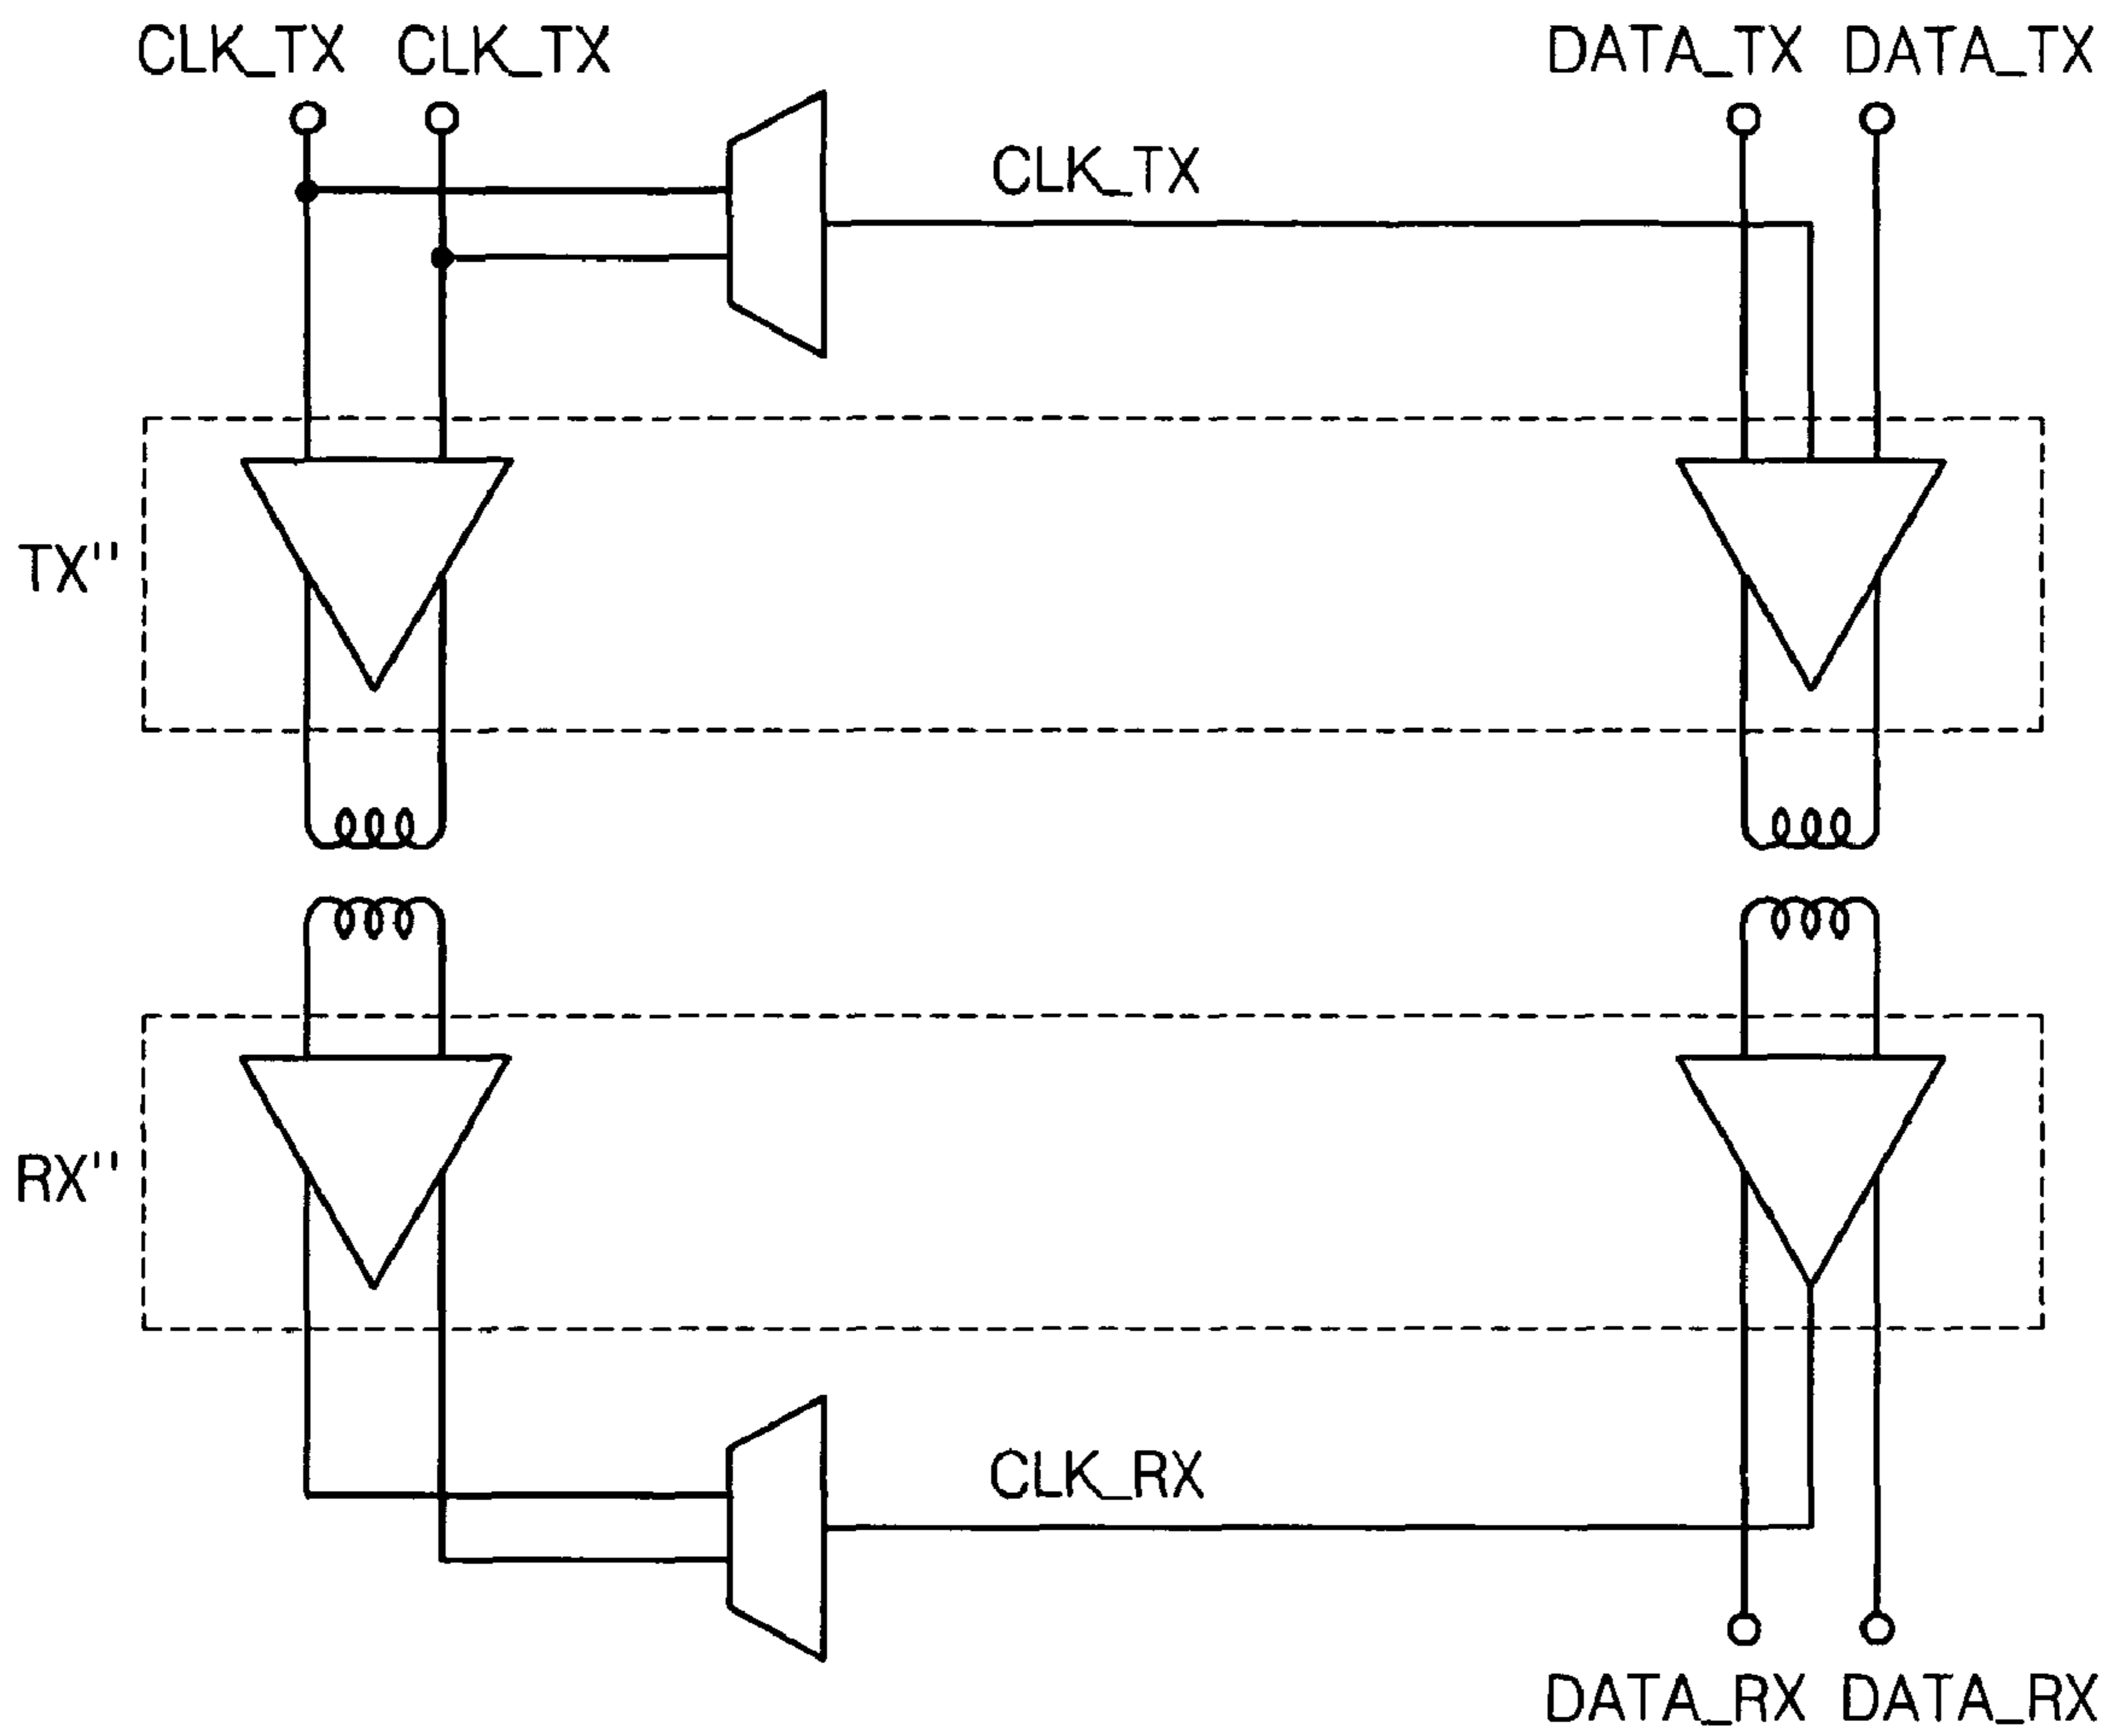 CLK_TX CLK_TX DATA_TX DATA_TX
CLK_TX
TX"
RX"
CLK_RX
DATA_RX DATA_RX